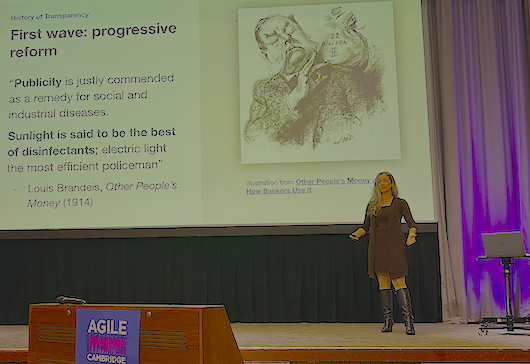 History of Transparency
First wave: progressive
reform
“Publicity is justly commended
as a remedy for social and
industrial diseases.
Sunlight is said to be the best
of disinfectants; electric light
the most efficient policeman”
- Louis Brandeis, Other People's
Money (1914)
22
Illustration from Other People's Money
How Bankers Use it
AGILE
CAMBRIDGE